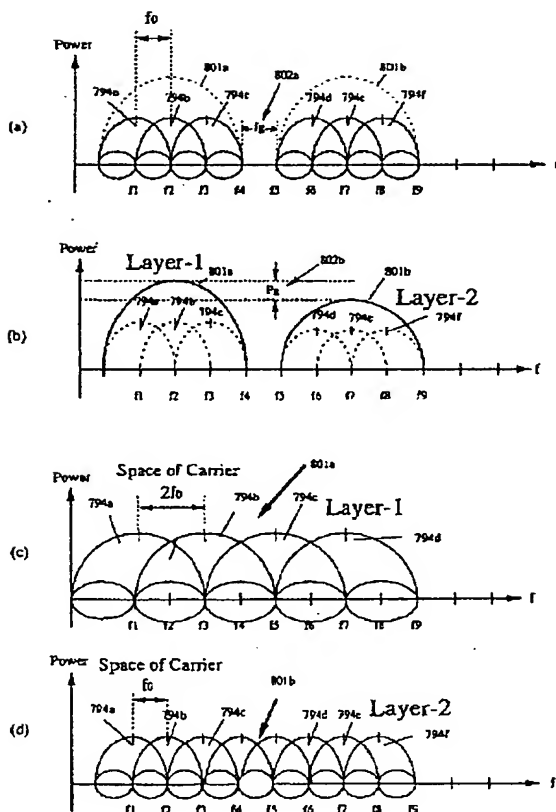 f0
Power
801a
802a
801b
794a
794b
794c
794d
794e
794f
(a)
fg
f1 f2 f3 f4 f5 f6 f7 f8 f9
Power
Layer-1
801a
802b
801b
Pg
Layer-2
794a
794b
794c
794d
794e
794f
(b)
f
f1 f2 f3 f4 f5 f6 f7 f8 f9
Space of Carrier
801a
Power
794a
2f0
794b
794c
Layer-1
794d
(c)
f
f1 f2 f3 f4 f5 f6 f7 f8 f9
Power
Space of Carrier
f0
801b
794a
794b
794c
794d
794e
Layer-2
794f
(d)
f
f1 f2 f3 f4 f5 f6 f7 f8 f9